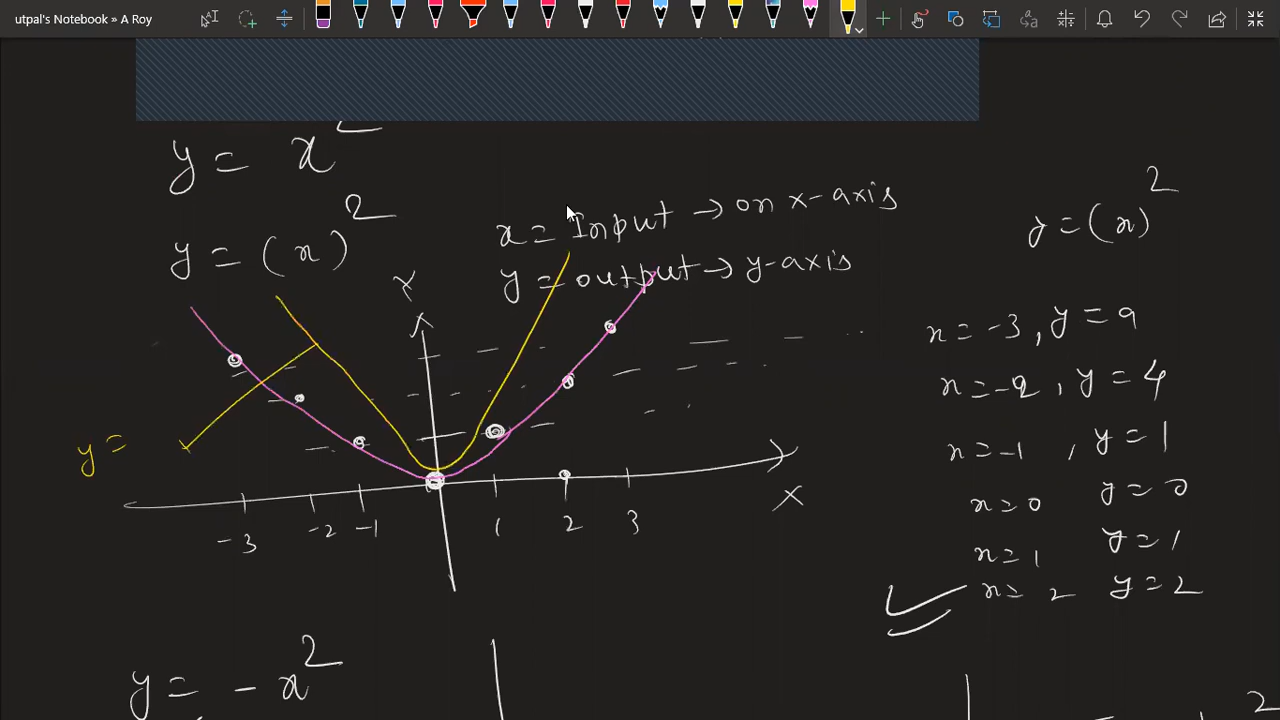 utpal's Notebook » A Roy
y = x²
y = (x)²
x = Input → on x-axis
y = output → y-axis
y = (x)²
x = -3, y = 9
x = -2, y = 4
x = -1, y = 1
x = 0 y = 0
x = 1 y = 1
x = 2 y = 2
Y
y =
X
-3 -2 -1 1 2 3
y = - x²
2